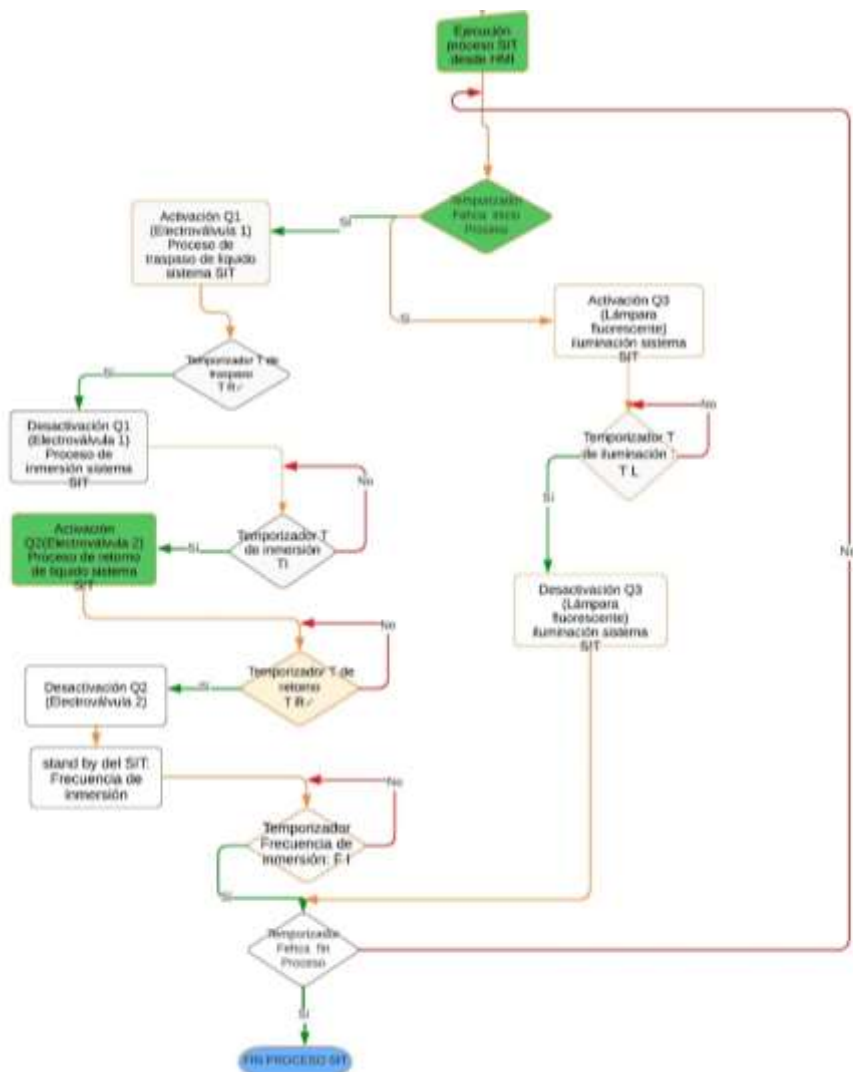 Ejecución
proceso SIT
desde HMI
Temporizador
Fehca Inicio
Proceso
Si
Activación Q1
(Electroválvula 1)
Proceso de
traspaso de liquido
sistema SIT
Si
Activación Q3
(Lámpara
fluorescente)
iluminación sistema
SIT
Temporizador T de
traspaso
T R✓
Si
Desactivación Q1
(Electroválvula 1)
Proceso de
inmersión sistema
SIT
No
Temporizador T
de iluminación :
T L
Si
No
Temporizador T
de inmersión
TI
Si
Activación
Q2(Electroválvula 2)
Proceso de retorno
de liquido sistema
SIT
No
Desactivación Q3
(Lámpara
fluorescente)
iluminación sistema
SIT
No
Temporizador T de
retorno
T R✓
Si
Desactivación Q2
(Electroválvula 2)
stand by del SIT:
Frecuencia de
inmersión
No
Temporizador
Frecuencia de
inmersión: F I
Si
Temporizador
Fehca fin
Proceso
Si
FIN PROCESO SIT